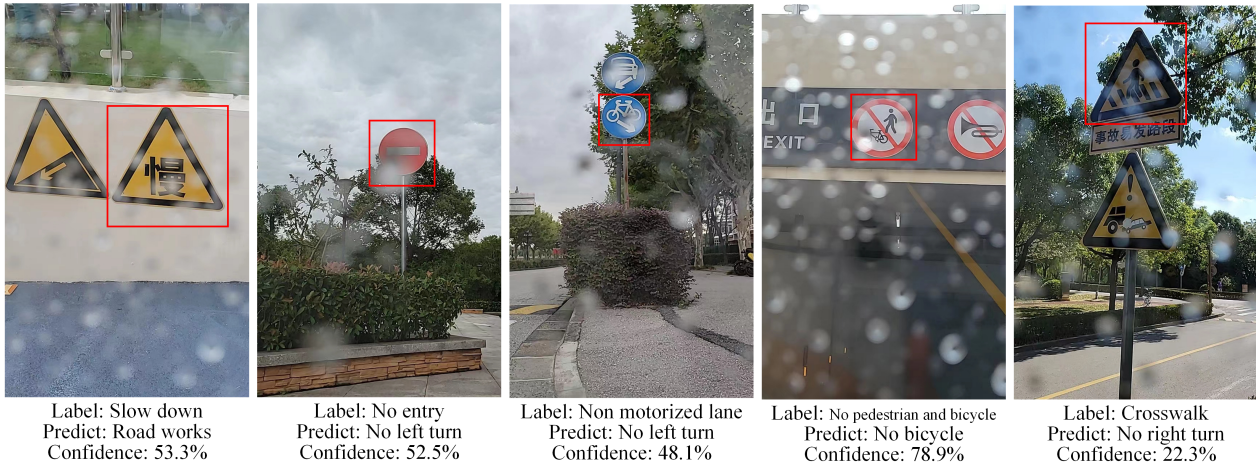 慢
出口
EXIT
事故易发路段
Label: Slow down
Predict: Road works
Confidence: 53.3%
Label: No entry
Predict: No left turn
Confidence: 52.5%
Label: Non motorized lane
Predict: No left turn
Confidence: 48.1%
Label: No pedestrian and bicycle
Predict: No bicycle
Confidence: 78.9%
Label: Crosswalk
Predict: No right turn
Confidence: 22.3%